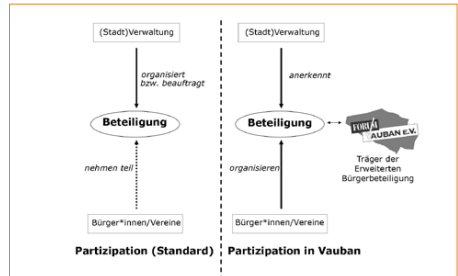 (Stadt)Verwaltung
organisiert
bzw. beauftragt
Beteiligung
nehmen teil
Bürger*innen/Vereine
Partizipation (Standard)
(Stadt)Verwaltung
anerkennt
Beteiligung
organisieren
Bürger*innen/Vereine
Partizipation in Vauban
FORUM
VAUBAN E.V.
Träger der
Erweiterten
Bürgerbeteiligung